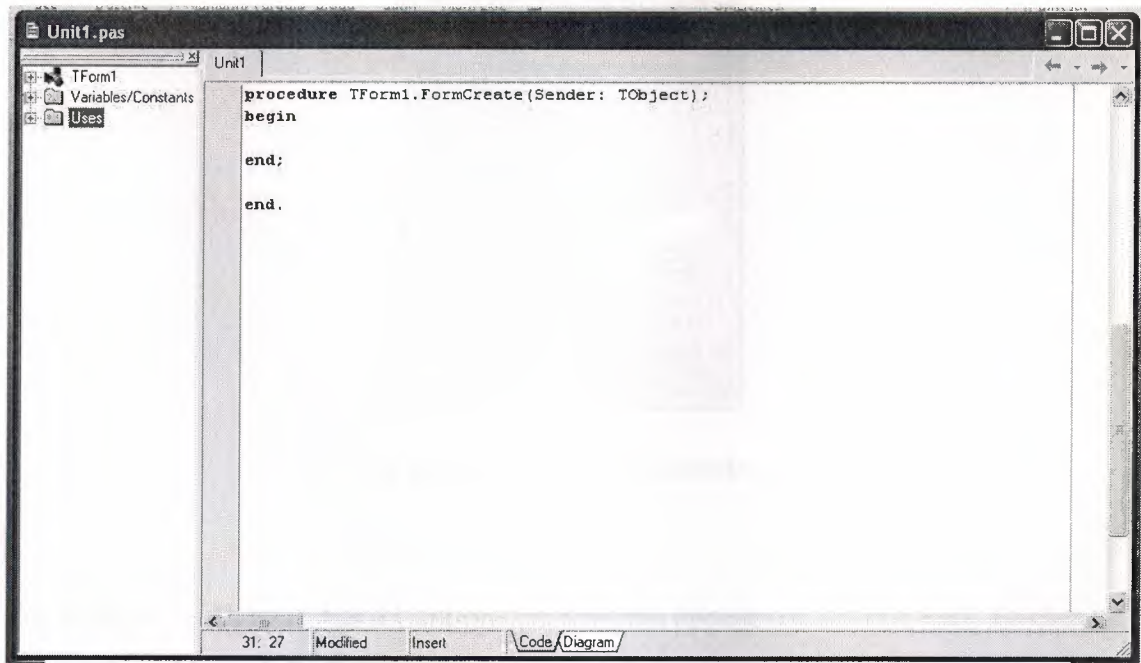 Unit1.pas
TForm1
Variables/Constants
Uses
Unit1
procedure TForm1.FormCreate(Sender: TObject);
begin
end;
end.
31: 27 Modified Insert Code Diagram